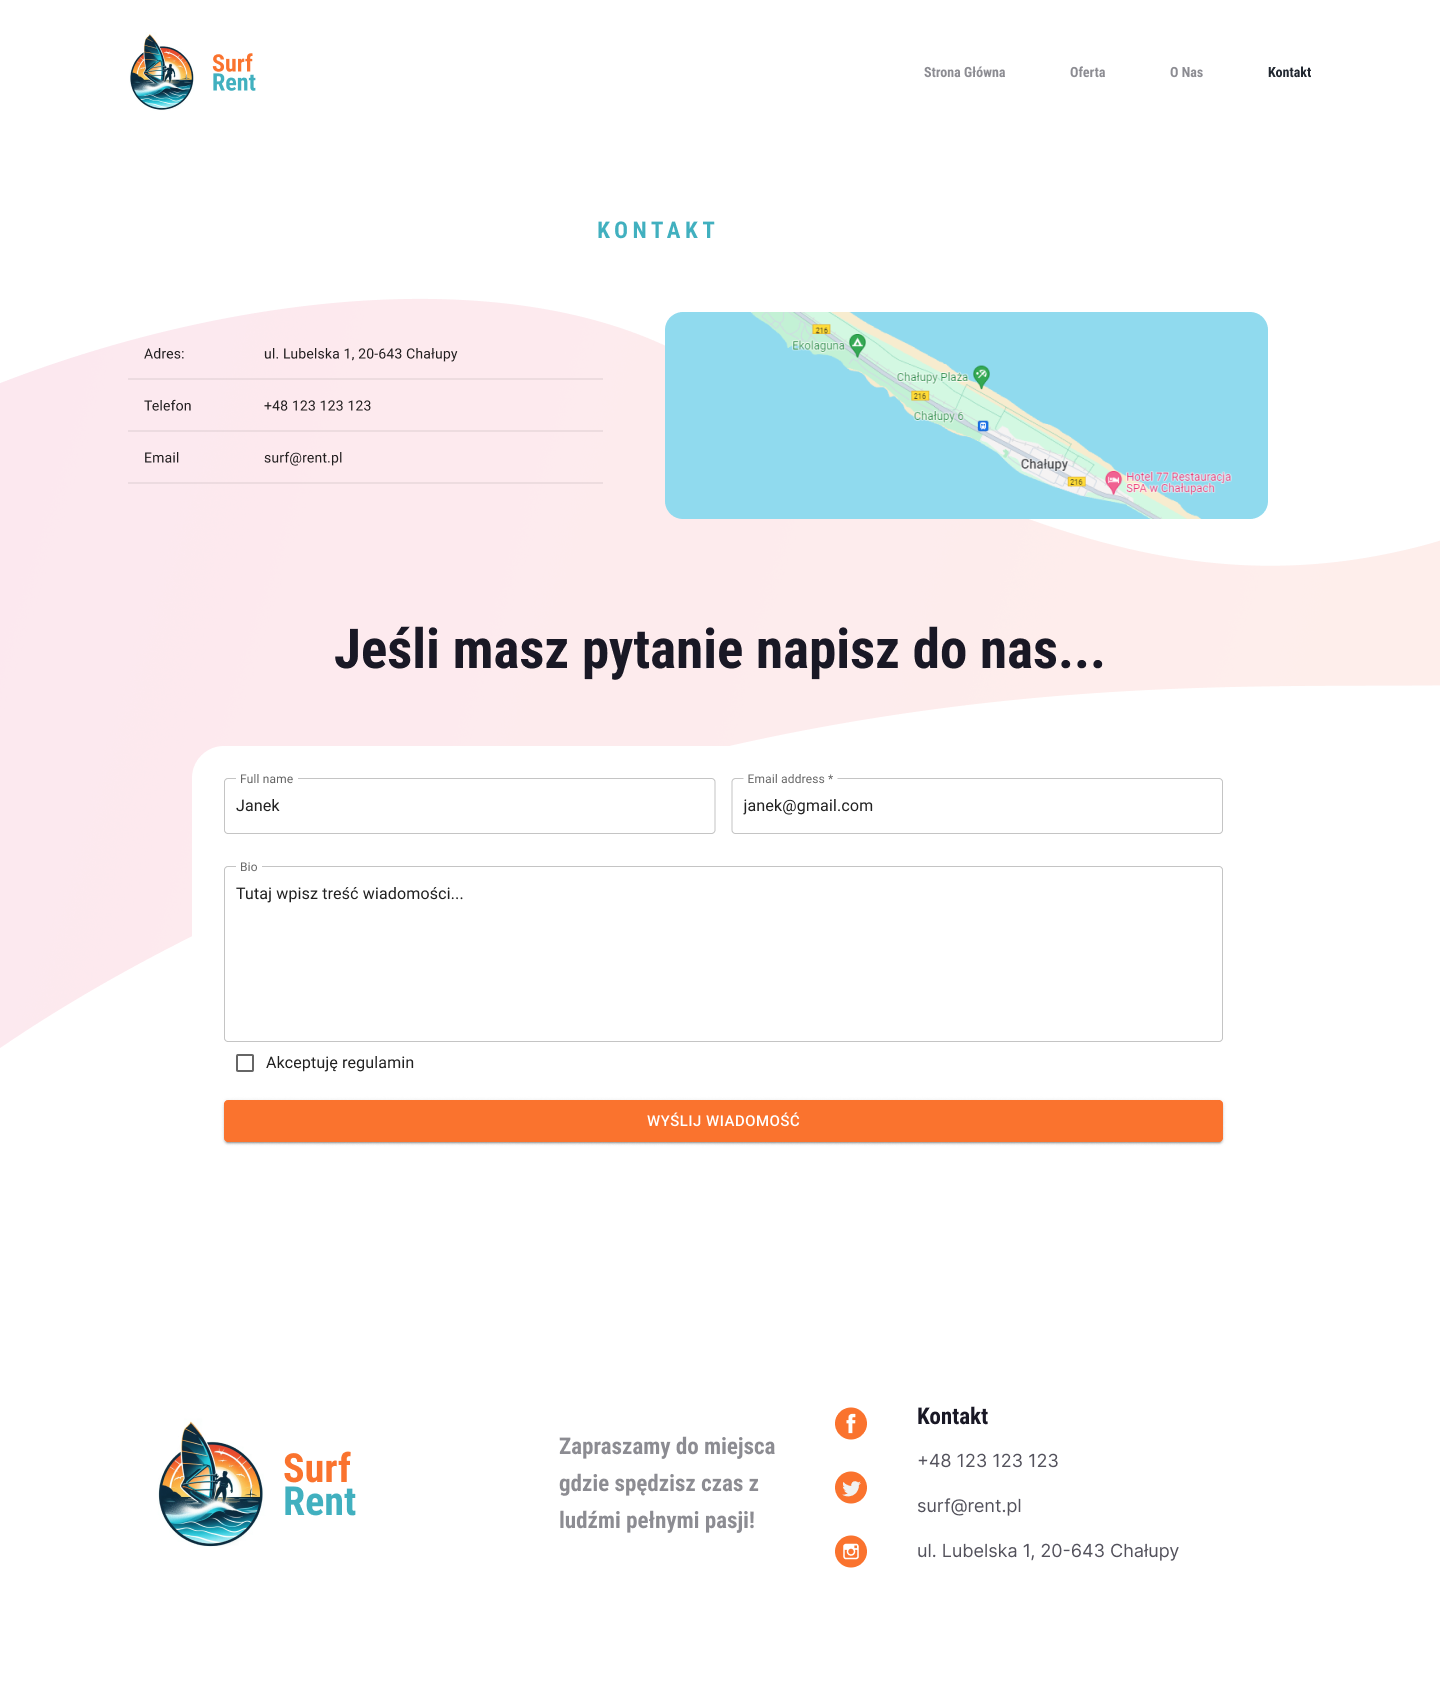 Surf
Rent
Strona Główna
Oferta
O Nas
Kontakt
KONTAKT
Adres:
ul. Lubelska 1, 20-643 Chałupy
Telefon
+48 123 123 123
Email
surf@rent.pl
216
Ekolaguna
Chałupy Plaża
216
Chałupy 6
Chałupy
216
Hotel 77 Restauracja
SPA w Chałupach
Jeśli masz pytanie napisz do nas...
Full name
Janek
Email address *
janek@gmail.com
Bio
Tutaj wpisz treść wiadomości...
Akceptuję regulamin
WYŚLIJ WIADOMOŚĆ
Surf
Rent
Zapraszamy do miejsca
gdzie spędzisz czas z
ludźmi pełnymi pasji!
Kontakt
+48 123 123 123
surf@rent.pl
ul. Lubelska 1, 20-643 Chałupy